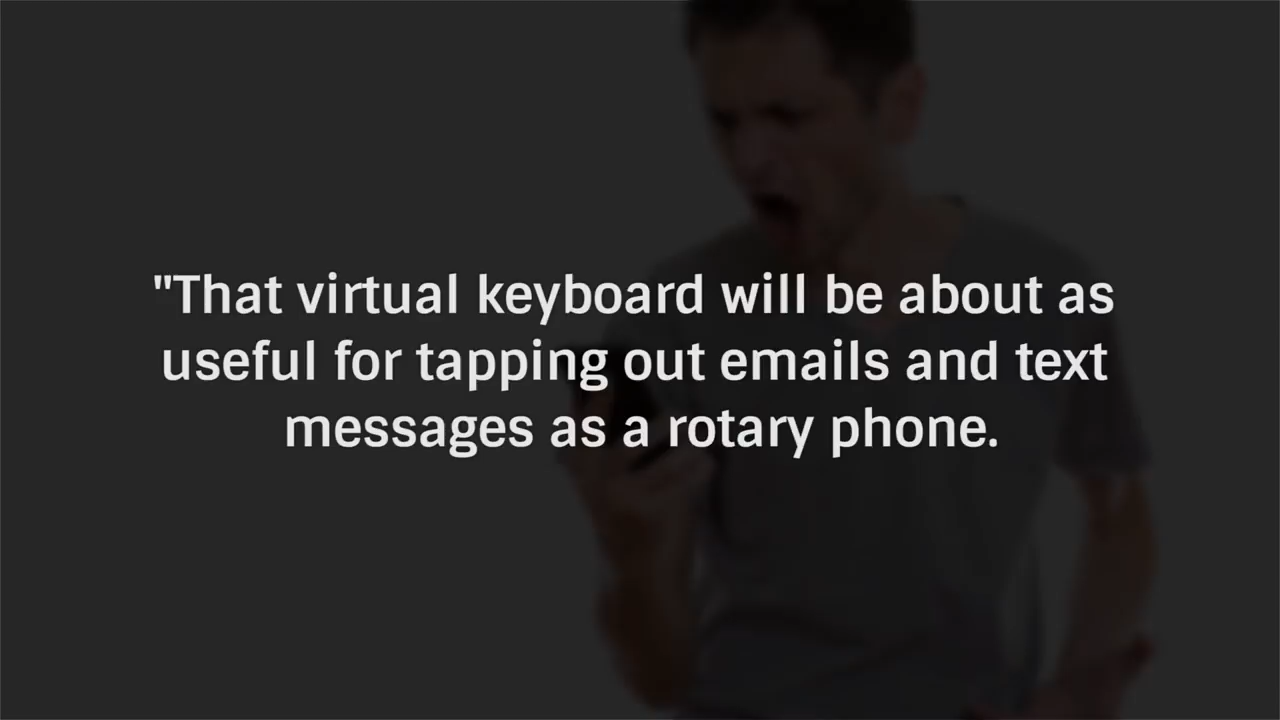 "That virtual keyboard will be about as
useful for tapping out emails and text
messages as a rotary phone.